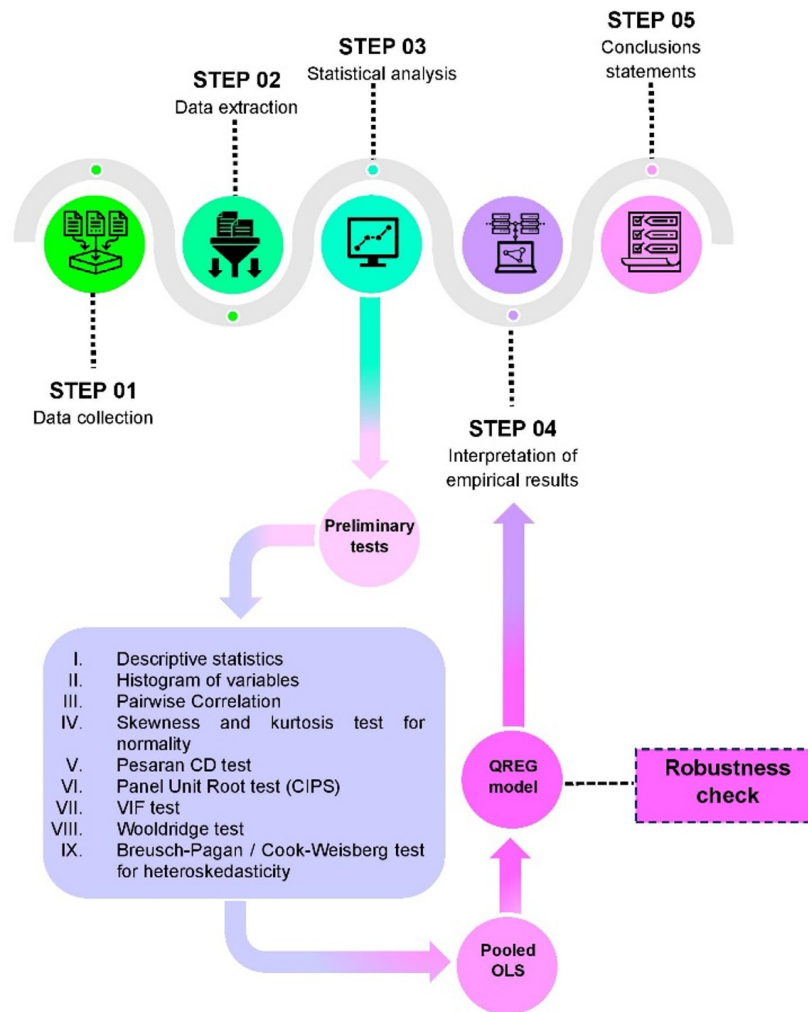 STEP 05
Conclusions
statements
STEP 03
Statistical analysis
STEP 02
Data extraction
STEP 01
Data collection
STEP 04
Interpretation of
empirical results
Preliminary
tests
I. Descriptive statistics
II. Histogram of variables
III. Pairwise Correlation
IV. Skewness and kurtosis test for
normality
V. Pesaran CD test
VI. Panel Unit Root test (CIPS)
VII. VIF test
VIII. Wooldridge test
IX. Breusch-Pagan / Cook-Weisberg test
for heteroskedasticity
QREG
model
Robustness
check
Pooled
OLS